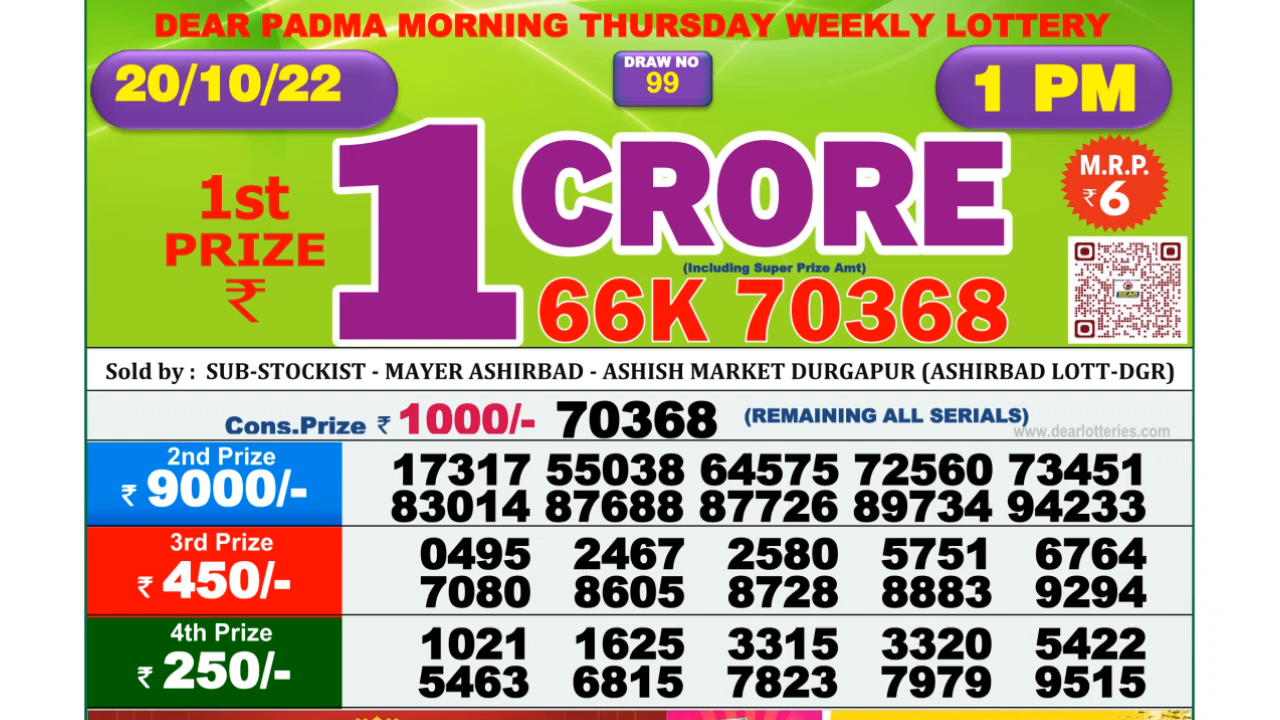 DEAR PADMA MORNING THURSDAY WEEKLY LOTTERY
20/10/22
DRAW NO
99
1 PM
1st
PRIZE
₹
1 CRORE
(Including Super Prize Amt)
66K 70368
M.R.P.
₹6
DEAR
Sold by : SUB-STOCKIST - MAYER ASHIRBAD - ASHISH MARKET DURGAPUR (ASHIRBAD LOTT-DGR)
Cons.Prize ₹ 1000/- 70368 (REMAINING ALL SERIALS)
www.dearlotteries.com
2nd Prize
₹ 9000/-
17317 55038 64575 72560 73451
83014 87688 87726 89734 94233
3rd Prize
₹ 450/-
0495 2467 2580 5751 6764
7080 8605 8728 8883 9294
4th Prize
₹ 250/-
1021 1625 3315 3320 5422
5463 6815 7823 7979 9515